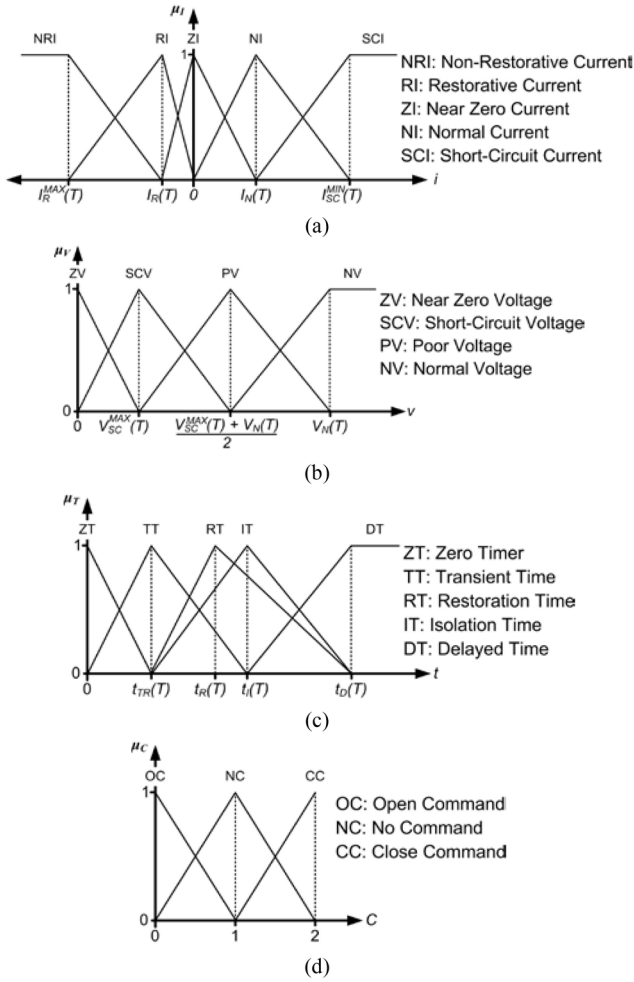 μI
NRI RI ZI NI SCI
1
NRI: Non-Restorative Current
RI: Restorative Current
ZI: Near Zero Current
NI: Normal Current
SCI: Short-Circuit Current
I_R^MAX(T) I_R(T) 0 I_N(T) I_SC^MIN(T) i
(a)
μV
ZV SCV PV NV
1
ZV: Near Zero Voltage
SCV: Short-Circuit Voltage
PV: Poor Voltage
NV: Normal Voltage
0
0 V_SC^MAX(T) V_SC^MAX(T) + V_N(T) V_N(T) v
2
(b)
μT
ZT TT RT IT DT
1
ZT: Zero Timer
TT: Transient Time
RT: Restoration Time
IT: Isolation Time
DT: Delayed Time
0
0 t_TR(T) t_R(T) t_I(T) t_D(T) t
(c)
μC
OC NC CC
1
OC: Open Command
NC: No Command
CC: Close Command
0
0 1 2 C
(d)